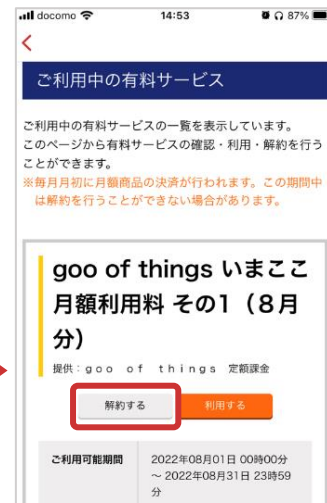 docomo 14:53 87%
ご利用中の有料サービス
ご利用中の有料サービスの一覧を表示しています。
このページから有料サービスの確認・利用・解約を行う
ことができます。
※毎月月初に月額商品の決済が行われます。この期間中
は解約を行うことができない場合があります。
goo of things いまここ
月額利用料 その1（８月
分）
提供：ｇｏｏ ｏｆ ｔｈｉｎｇｓ 定額課金
解約する 利用する
ご利用可能期間 2022年08月01日 00時00分
～ 2022年08月31日 23時59
分